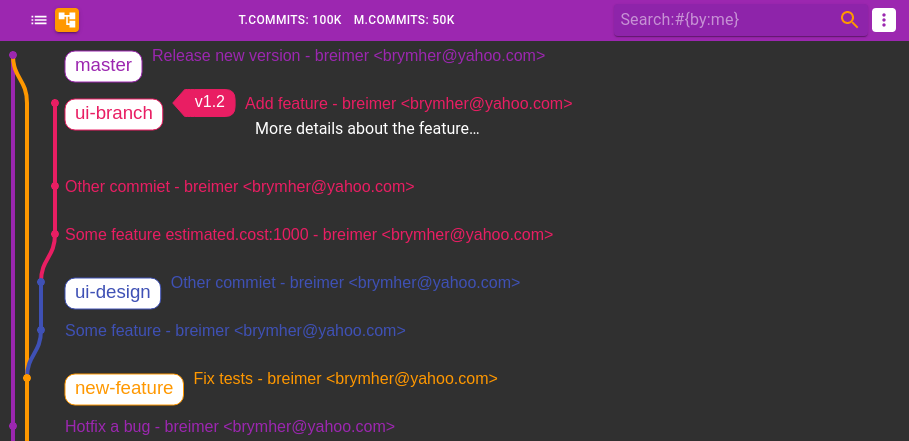 T.COMMITS: 100K M.COMMITS: 50K Search:#{by:me}
master Release new version - breimer <brymher@yahoo.com>
ui-branch v1.2 Add feature - breimer <brymher@yahoo.com>
More details about the feature...
Other commiet - breimer <brymher@yahoo.com>
Some feature estimated.cost:1000 - breimer <brymher@yahoo.com>
ui-design Other commiet - breimer <brymher@yahoo.com>
Some feature - breimer <brymher@yahoo.com>
new-feature Fix tests - breimer <brymher@yahoo.com>
Hotfix a bug - breimer <brymher@yahoo.com>